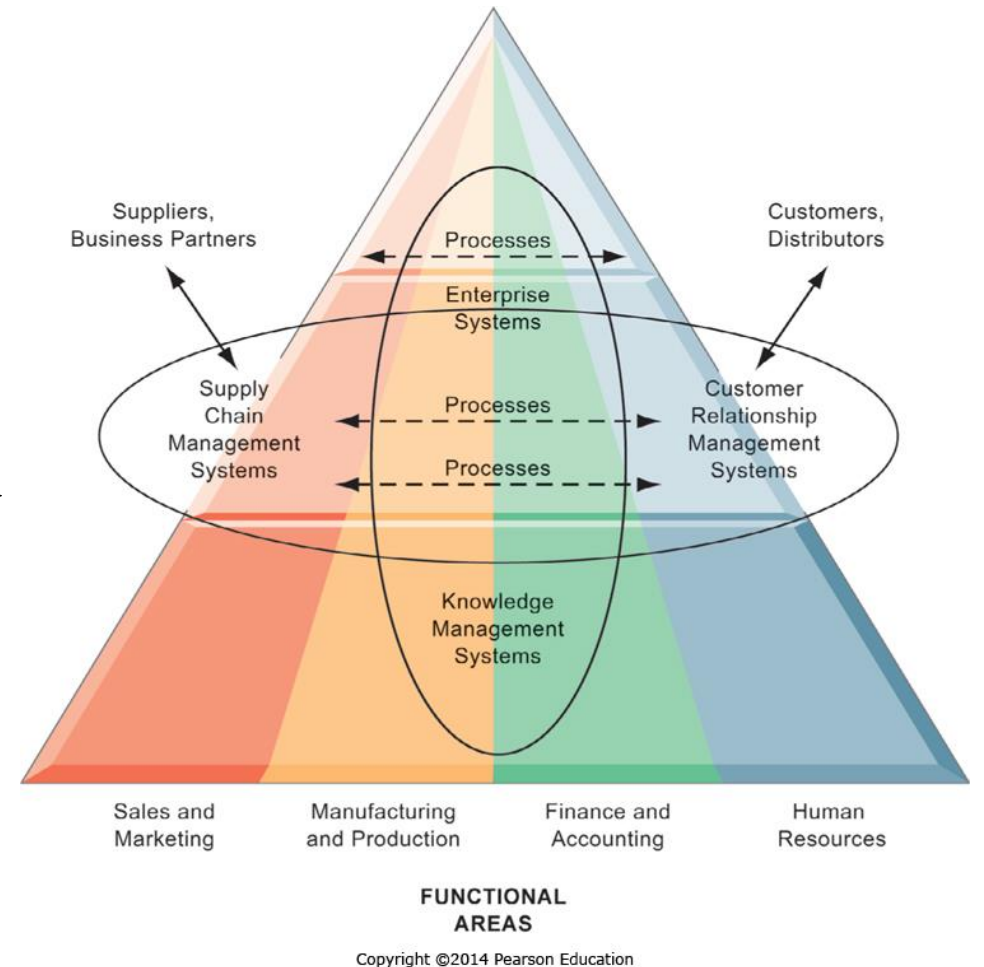 Suppliers,
Business Partners
Customers,
Distributors
Processes
Enterprise
Systems
Supply
Chain
Management
Systems
Processes
Processes
Customer
Relationship
Management
Systems
Knowledge
Management
Systems
Sales and
Marketing
Manufacturing
and Production
Finance and
Accounting
Human
Resources
FUNCTIONAL
AREAS
Copyright ©2014 Pearson Education